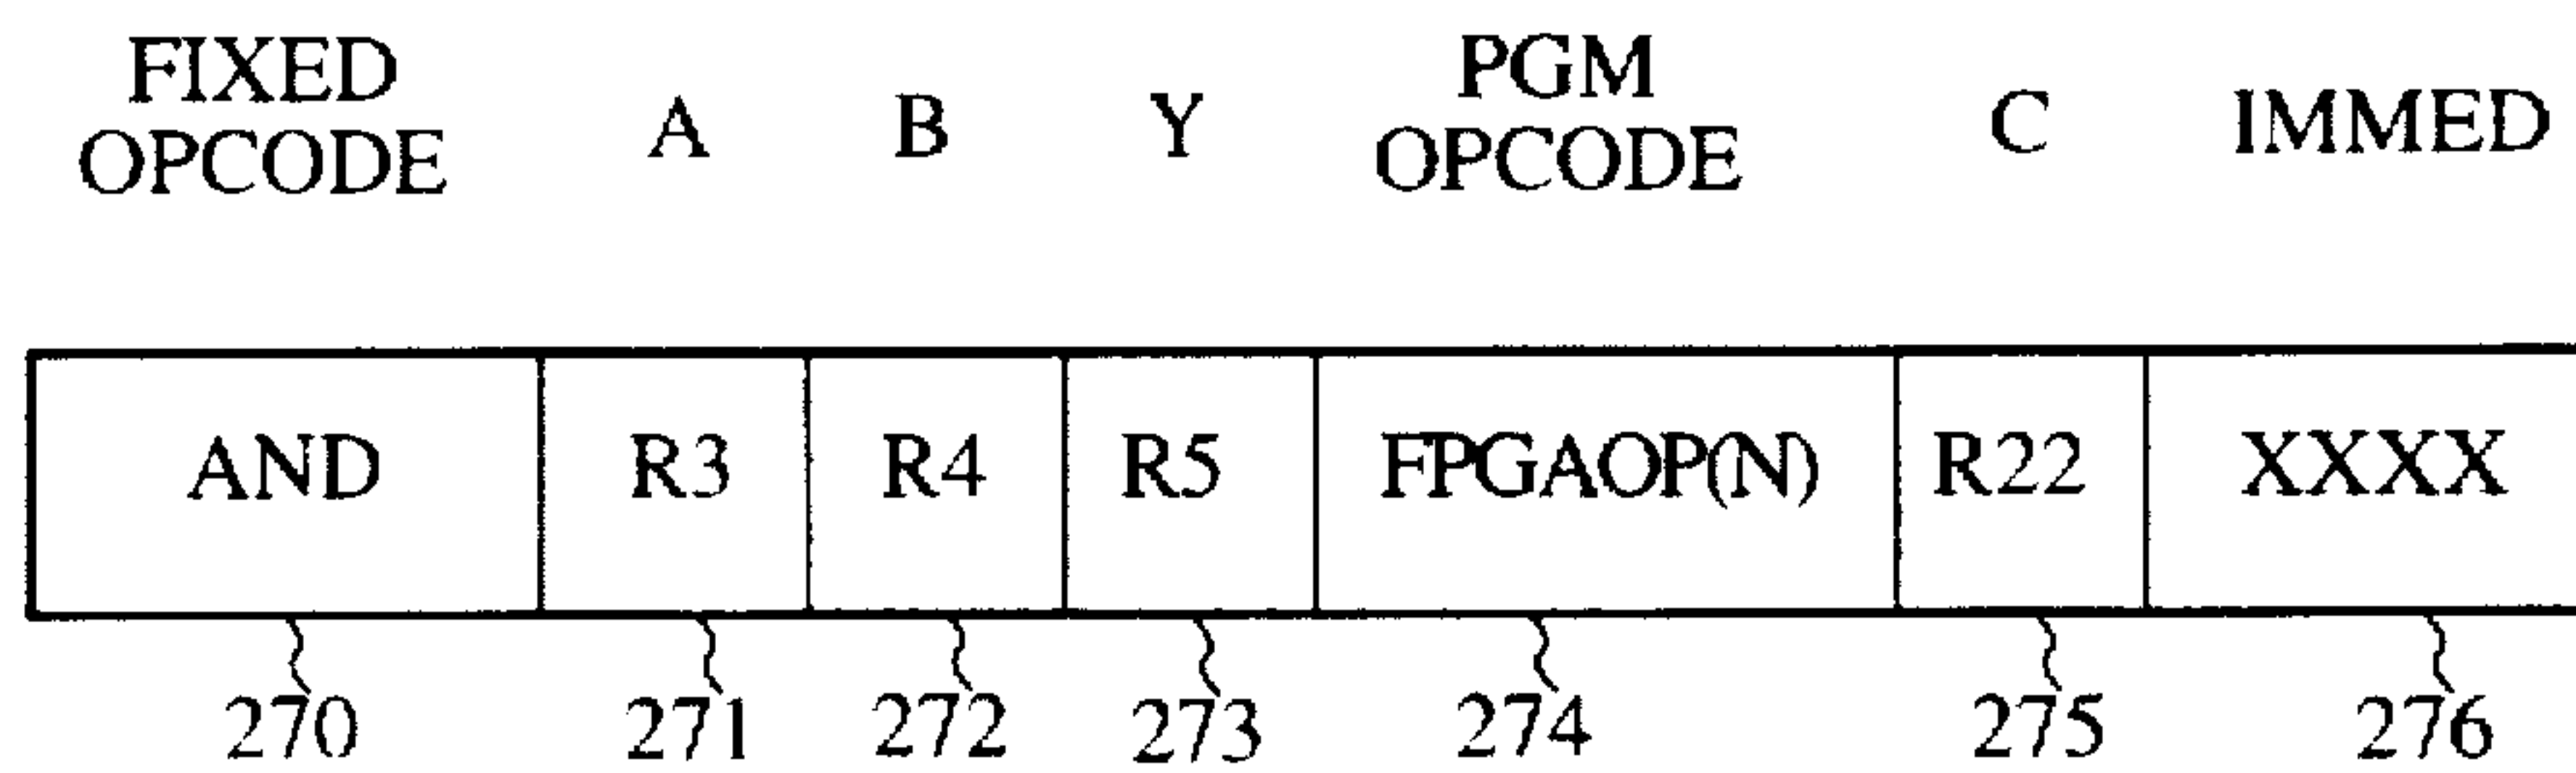 FIXED OPCODE A B Y PGM OPCODE C IMMED
AND R3 R4 R5 FPGAOP(N) R22 XXXX
270 271 272 273 274 275 276